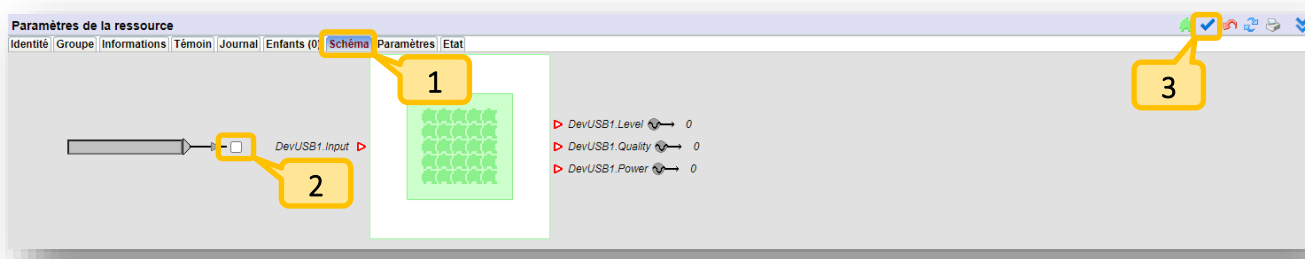 Paramètres de la ressource
Identité Groupe Informations Témoin Journal Enfants (0) Schéma Paramètres Etat
1
3
DevUSB1.Level 0
DevUSB1.Input DevUSB1.Quality 0
DevUSB1.Power 0
2